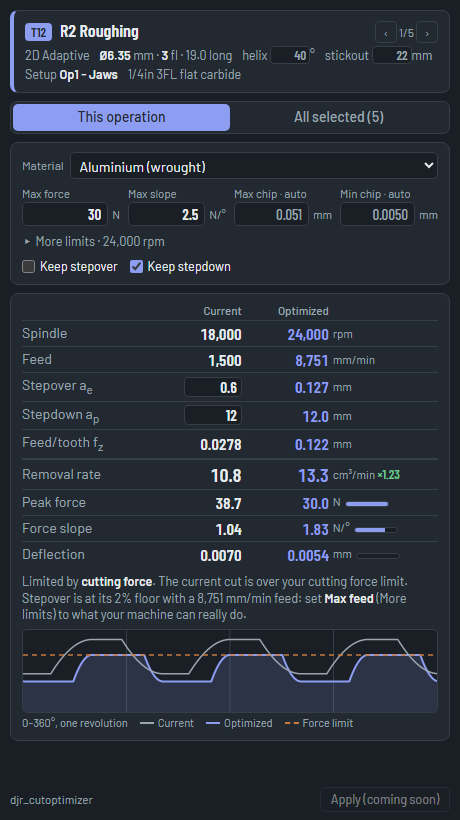 T12 R2 Roughing ‹ 1/5 ›
2D Adaptive Ø6.35 mm · 3 fl · 19.0 long helix 40 ° stickout 22 mm
Setup Op1 - Jaws 1/4in 3FL flat carbide
This operation All selected (5)
Material Aluminium (wrought)
Max force Max slope Max chip · auto Min chip · auto
30 N 2.5 N/° 0.051 mm 0.0050 mm
▸ More limits · 24,000 rpm
Keep stepover Keep stepdown
Current Optimized
Spindle 18,000 24,000 rpm
Feed 1,500 8,751 mm/min
Stepover ae 0.6 0.127 mm
Stepdown ap 12 12.0 mm
Feed/tooth fz 0.0278 0.122 mm
Removal rate 10.8 13.3 cm³/min ×1.23
Peak force 38.7 30.0 N
Force slope 1.04 1.83 N/°
Deflection 0.0070 0.0054 mm
Limited by cutting force. The current cut is over your cutting force limit.
Stepover is at its 2% floor with a 8,751 mm/min feed: set Max feed (More
limits) to what your machine can really do.
0–360°, one revolution Current Optimized Force limit
djr_cutoptimizer Apply (coming soon)